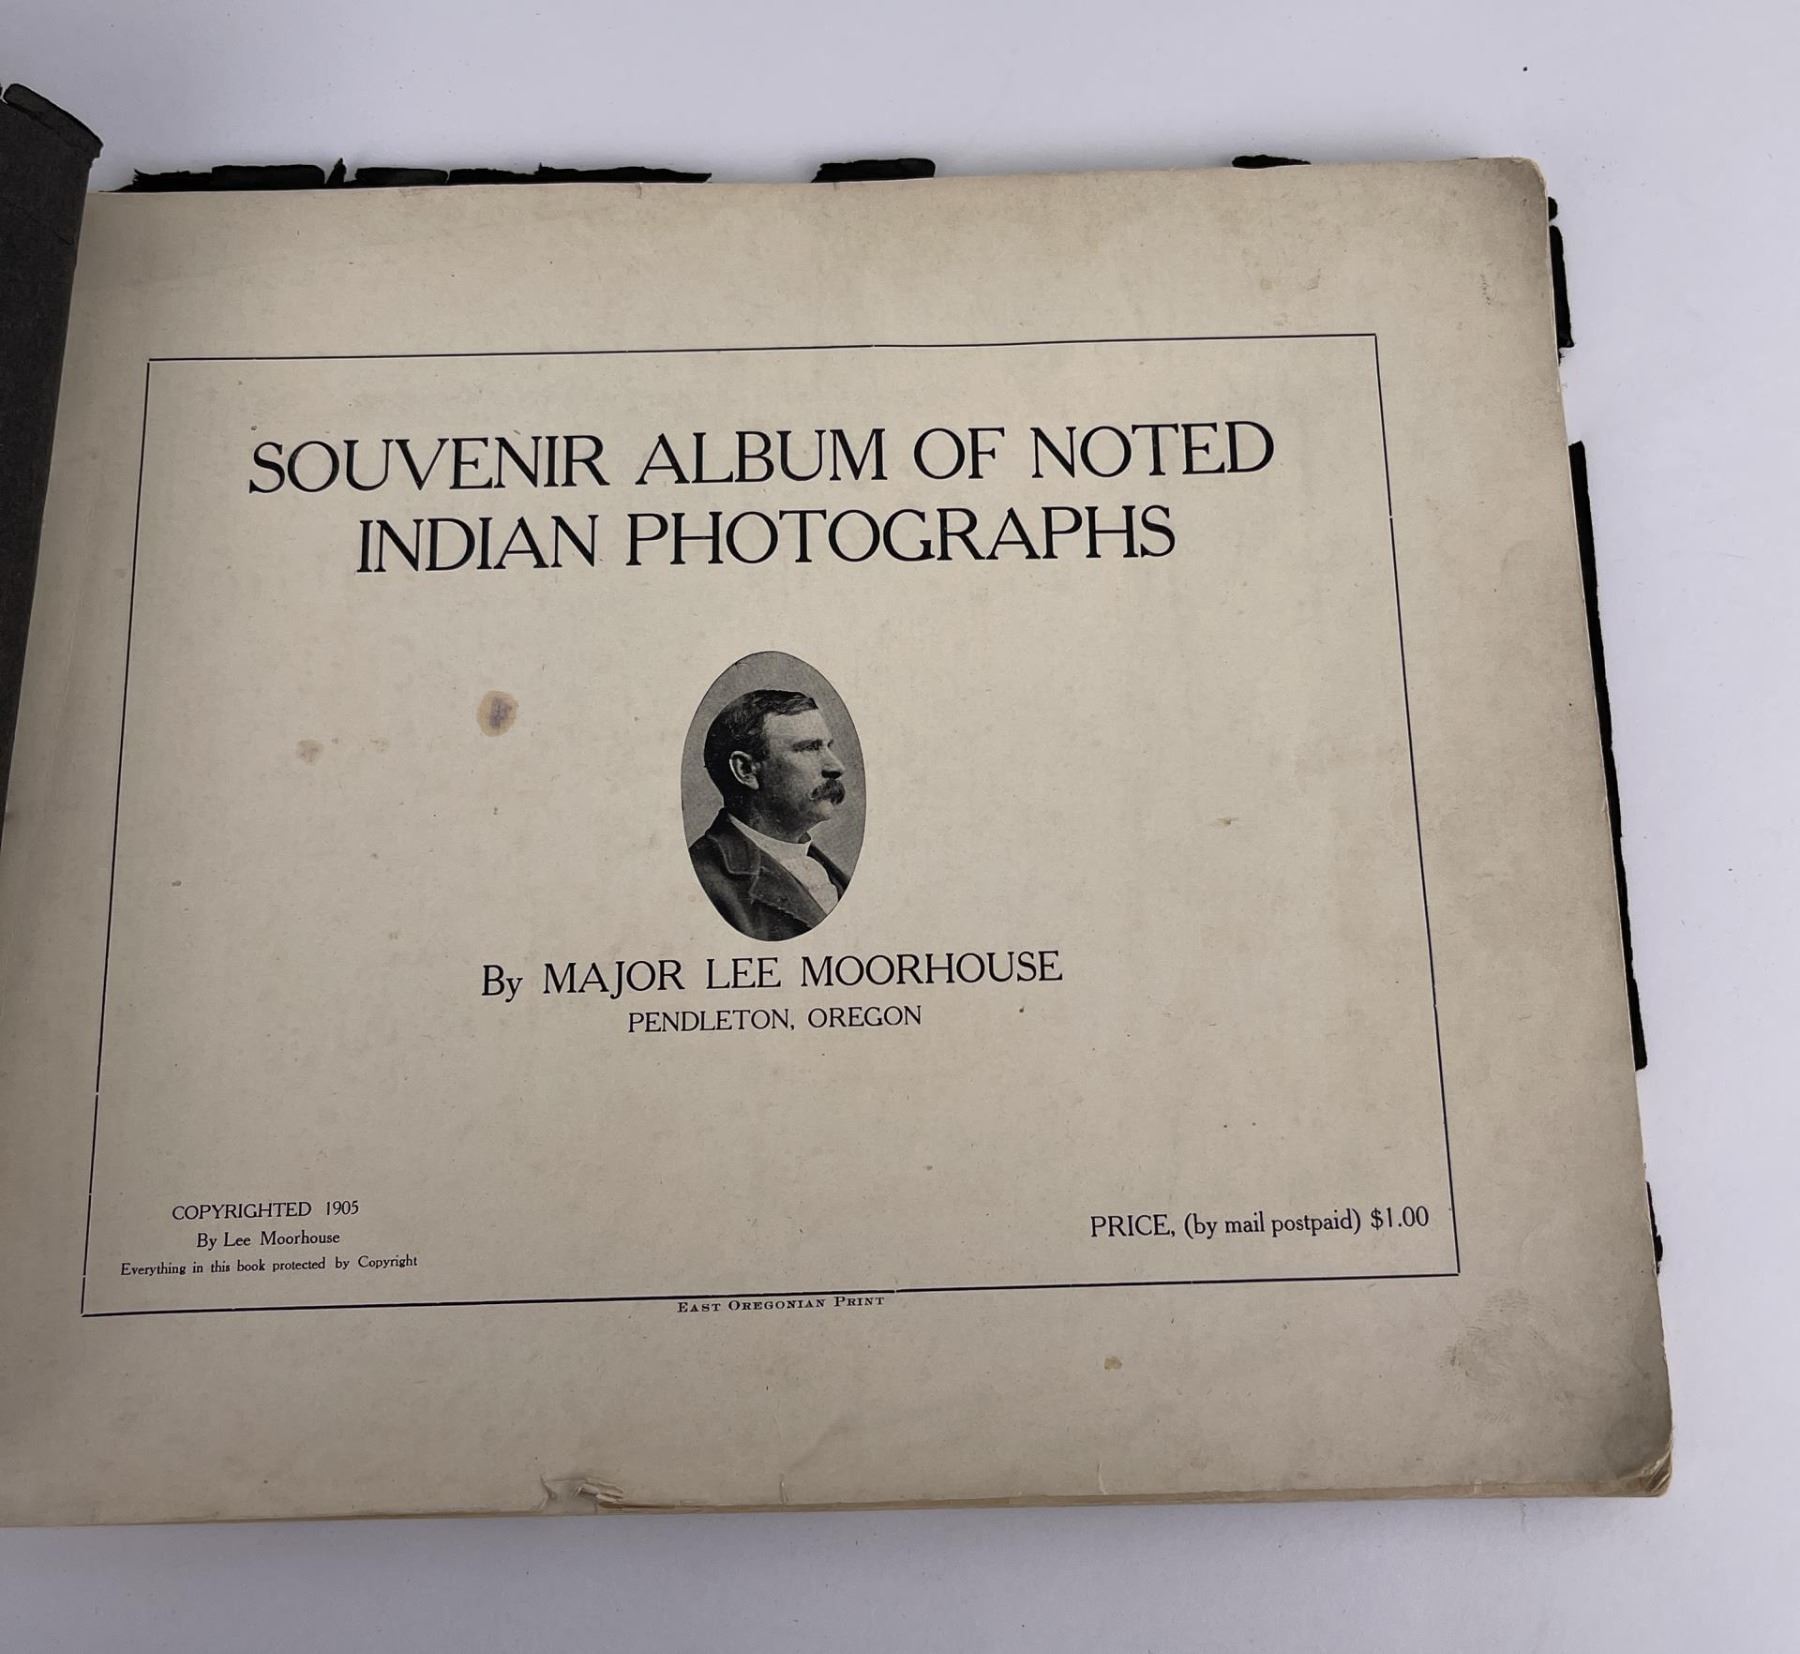 SOUVENIR ALBUM OF NOTED
INDIAN PHOTOGRAPHS
By MAJOR LEE MOORHOUSE
PENDLETON, OREGON
COPYRIGHTED 1905
By Lee Moorhouse
Everything in this book protected by Copyright
PRICE, (by mail postpaid) $1.00
EAST OREGONIAN PRINT